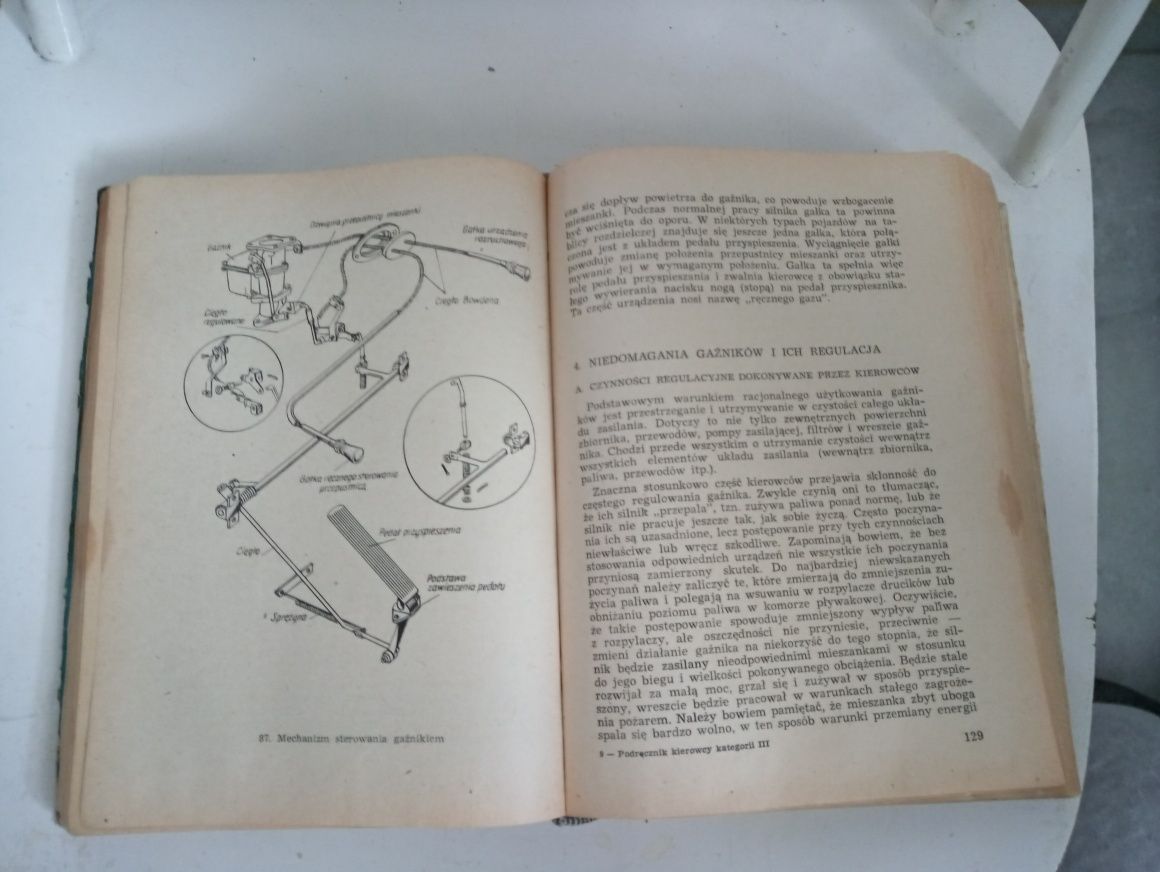 Dźwignia przepustnicy mieszanki
Gaźnik
Gałka urządzenia
rozruchowego
Cięgła Bowdena
Cięgło
regulowane
Gałka ręcznego sterowania
przepustnicą
Pedał przyspieszenia
Cięgło
Podstawa
zawieszenia pedału
Sprężyna
87. Mechanizm sterowania gaźnikiem
cza się dopływ powietrza do gaźnika, co powoduje wzbogacenie
mieszanki. Podczas normalnej pracy silnika gałka ta powinna
być wciśnięta do oporu. W niektórych typach pojazdów na ta-
blicy rozdzielczej znajduje się jeszcze jedna gałka, która połą-
czona jest z układem pedału przyspieszenia. Wyciągnięcie gałki
powoduje zmianę położenia przepustnicy mieszanki oraz utrzy-
mywanie jej w wymaganym położeniu. Gałka ta spełnia więc
rolę pedału przyspieszania i zwalnia kierowcę z obowiązku sta-
łego wywierania nacisku nogą (stopą) na pedał przyspiesznika.
Ta część urządzenia nosi nazwę „ręcznego gazu".
4. NIEDOMAGANIA GAŹNIKÓW I ICH REGULACJA
A. CZYNNOŚCI REGULACYJNE DOKONYWANE PRZEZ KIEROWCÓW
Podstawowym warunkiem racjonalnego użytkowania gaźni-
ków jest przestrzeganie i utrzymywanie w czystości całego ukła-
du zasilania. Dotyczy to nie tylko zewnętrznych powierzchni
zbiornika, przewodów, pompy zasilającej, filtrów i wreszcie gaź-
nika. Chodzi przede wszystkim o utrzymanie czystości wewnątrz
wszystkich elementów układu zasilania (wewnątrz zbiornika,
paliwa, przewodów itp.).
Znaczna stosunkowo część kierowców przejawia skłonność do
częstego regulowania gaźnika. Zwykle czynią oni to tłumacząc,
że ich silnik „przepala", tzn. zużywa paliwa ponad normę, lub że
silnik nie pracuje jeszcze tak, jak sobie życzą. Często poczyna-
nia ich są uzasadnione, lecz postępowanie przy tych czynnościach
niewłaściwe lub wręcz szkodliwe. Zapominają bowiem, że bez
stosowania odpowiednich urządzeń nie wszystkie ich poczynania
przyniosą zamierzony skutek. Do najbardziej niewskazanych
poczynań należy zaliczyć te, które zmierzają do zmniejszenia zu-
życia paliwa i polegają na wsuwaniu w rozpylacze drucików lub
obniżaniu poziomu paliwa w komorze pływakowej. Oczywiście,
że takie postępowanie spowoduje zmniejszony wypływ paliwa
z rozpylaczy, ale oszczędności nie przyniesie, przeciwnie —
zmieni działanie gaźnika na niekorzyść do tego stopnia, że sil-
nik będzie zasilany nieodpowiednimi mieszankami w stosunku
do jego biegu i wielkości pokonywanego obciążenia. Będzie stale
rozwijał za małą moc, grzał się i zużywał w sposób przyspie-
szony, wreszcie będzie pracował w warunkach stałego zagroże-
nia pożarem. Należy bowiem pamiętać, że mieszanka zbyt uboga
spala się bardzo wolno, w ten sposób warunki przemiany energii
9 — Podręcznik kierowcy kategorii III
129